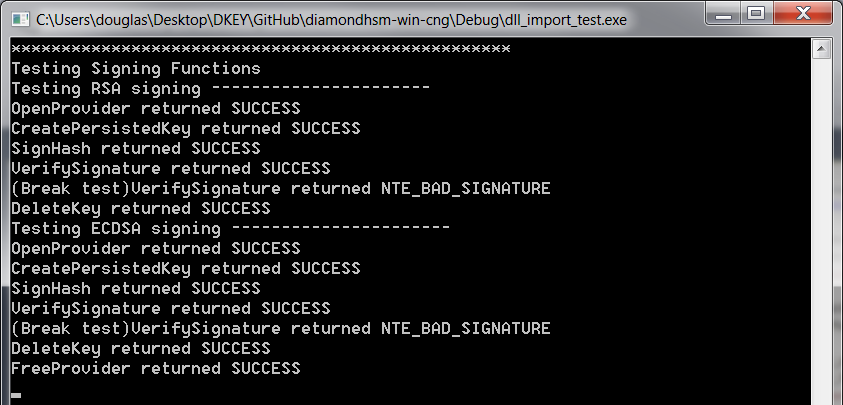 C:\Users\douglas\Desktop\DKEY\GitHub\diamondhsm-win-cng\Debug\dll_import_test.exe
**************************************************
Testing Signing Functions
Testing RSA signing ----------------------
OpenProvider returned SUCCESS
CreatePersistedKey returned SUCCESS
SignHash returned SUCCESS
VerifySignature returned SUCCESS
(Break test)VerifySignature returned NTE_BAD_SIGNATURE
DeleteKey returned SUCCESS
Testing ECDSA signing ----------------------
OpenProvider returned SUCCESS
CreatePersistedKey returned SUCCESS
SignHash returned SUCCESS
VerifySignature returned SUCCESS
(Break test)VerifySignature returned NTE_BAD_SIGNATURE
DeleteKey returned SUCCESS
FreeProvider returned SUCCESS